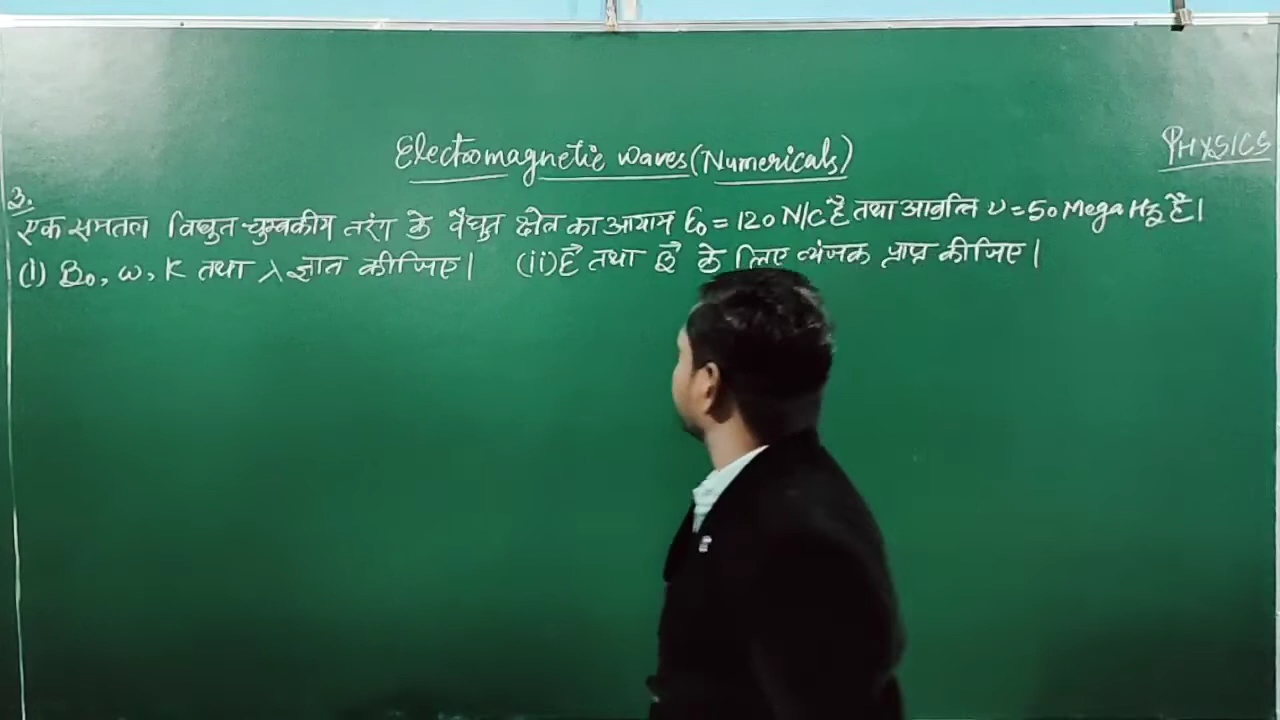 Electromagnetic waves (Numericals)
PHYSICS
3.
एक समतल विद्युत चुम्बकीय तरंग के वैद्युत क्षेत्र का आयाम E₀ = 120 N/C है तथा आवृत्ति ν = 50 Mega Hz है।
(i) B₀, ω, K तथा λ ज्ञात कीजिए। (ii) E⃗ तथा B⃗ के लिए व्यंजक प्राप्त कीजिए।